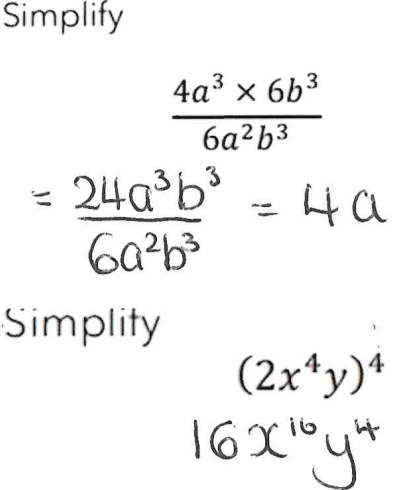 Simplify
4a³ × 6b³
6a²b³
= 24a³b³ = 4a
6a²b³
Simplify
(2x⁴y)⁴
16x¹⁶y⁴